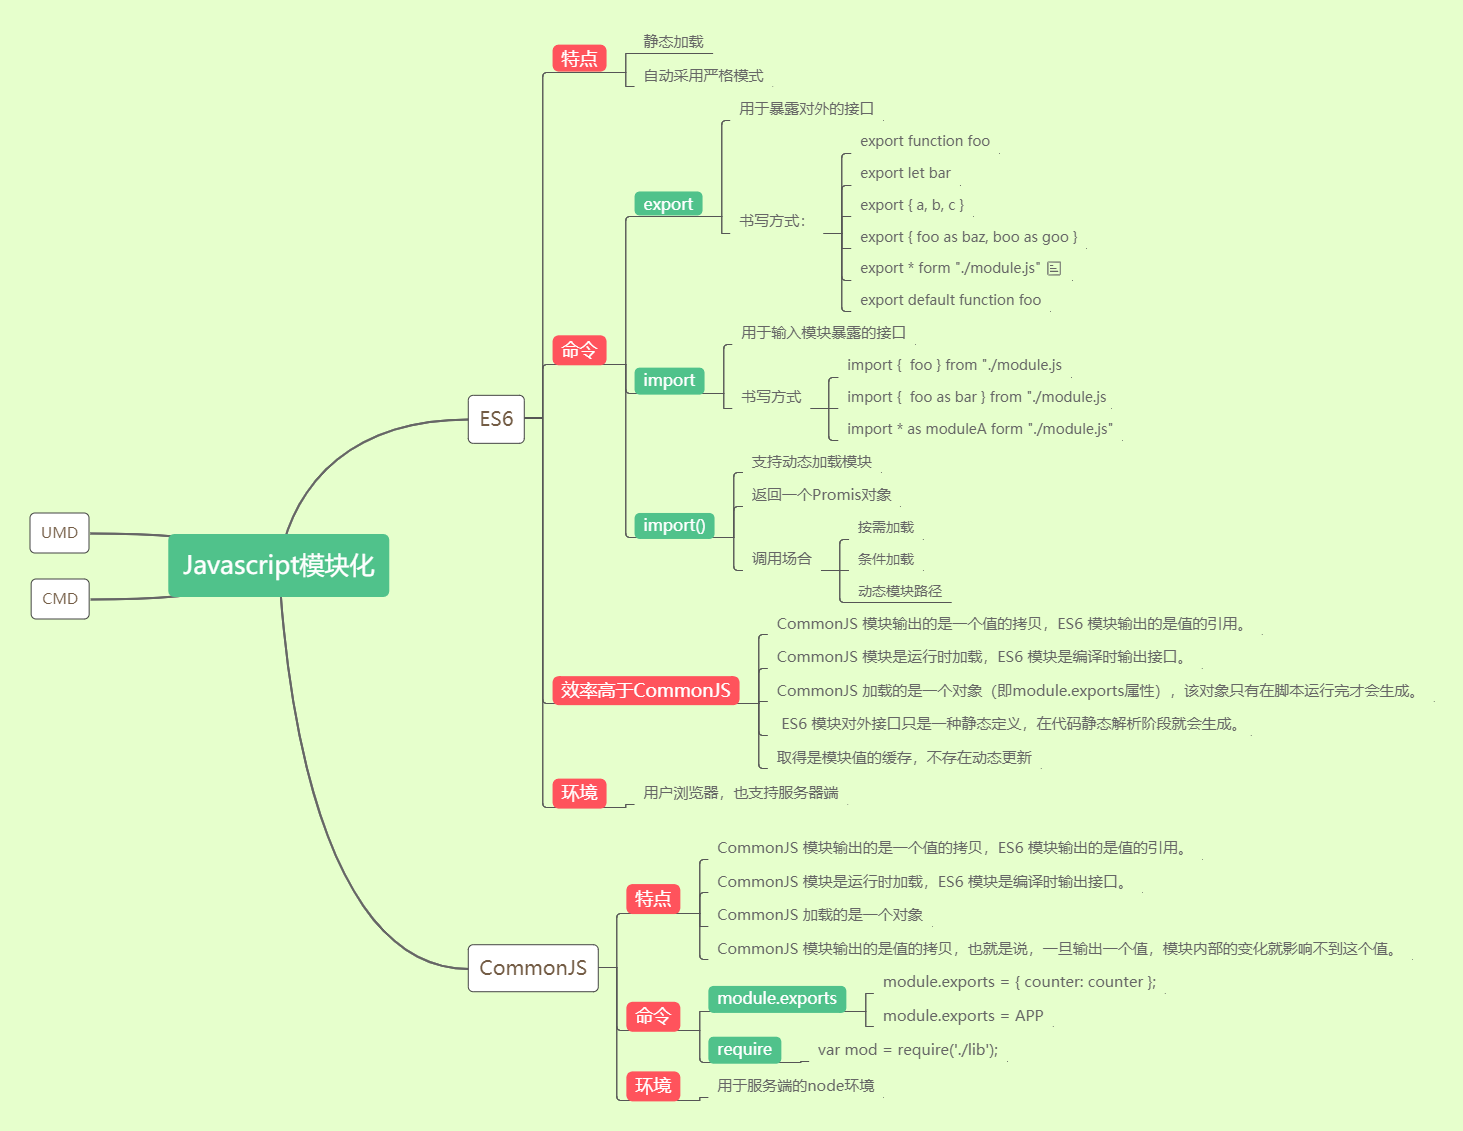 Javascript模块化
UMD
CMD
ES6
特点
静态加载
自动采用严格模式
命令
export
用于暴露对外的接口
书写方式：
export function foo
export let bar
export { a, b, c }
export { foo as baz, boo as goo }
export * form "./module.js"
export default function foo
import
用于输入模块暴露的接口
书写方式
import {  foo } from "./module.js
import {  foo as bar } from "./module.js
import * as moduleA form "./module.js"
import()
支持动态加载模块
返回一个Promis对象
调用场合
按需加载
条件加载
动态模块路径
效率高于CommonJS
CommonJS 模块输出的是一个值的拷贝，ES6 模块输出的是值的引用。
CommonJS 模块是运行时加载，ES6 模块是编译时输出接口。
CommonJS 加载的是一个对象（即module.exports属性），该对象只有在脚本运行完才会生成。
ES6 模块对外接口只是一种静态定义，在代码静态解析阶段就会生成。
取得是模块值的缓存，不存在动态更新
环境
用户浏览器，也支持服务器端
CommonJS
特点
CommonJS 模块输出的是一个值的拷贝，ES6 模块输出的是值的引用。
CommonJS 模块是运行时加载，ES6 模块是编译时输出接口。
CommonJS 加载的是一个对象
CommonJS 模块输出的是值的拷贝，也就是说，一旦输出一个值，模块内部的变化就影响不到这个值。
命令
module.exports
module.exports = { counter: counter };
module.exports = APP
require
var mod = require('./lib');
环境
用于服务端的node环境